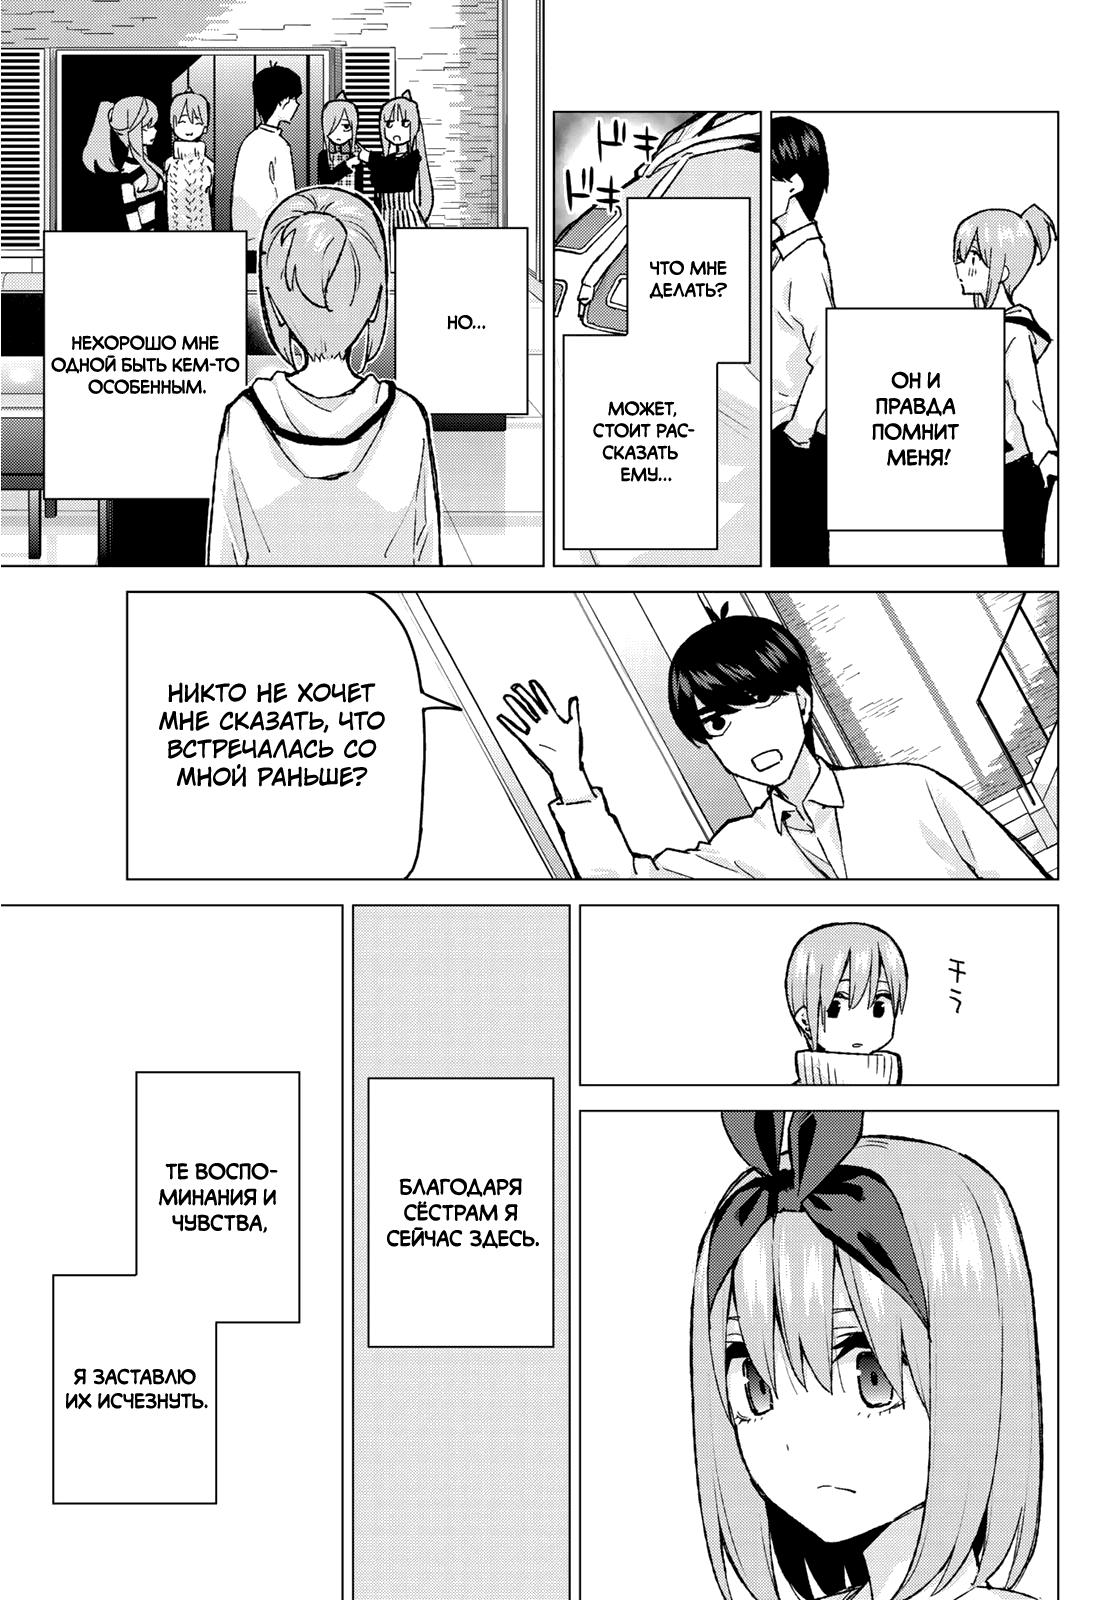 ОН И
ПРАВДА
ПОМНИТ
МЕНЯ!
ドキ
ドキ
ЧТО МНЕ
ДЕЛАТЬ?
МОЖЕТ,
СТОИТ РАС-
СКАЗАТЬ
ЕМУ...
НО...
НЕХОРОШО МНЕ
ОДНОЙ БЫТЬ КЕМ-ТО
ОСОБЕННЫМ.
НИКТО НЕ ХОЧЕТ
МНЕ СКАЗАТЬ, ЧТО
ВСТРЕЧАЛАСЬ СО
МНОЙ РАНЬШЕ?
チラ
БЛАГОДАРЯ
СЁСТРАМ Я
СЕЙЧАС ЗДЕСЬ.
ТЕ ВОСПО-
МИНАНИЯ И
ЧУВСТВА,
Я ЗАСТАВЛЮ
ИХ ИСЧЕЗНУТЬ.